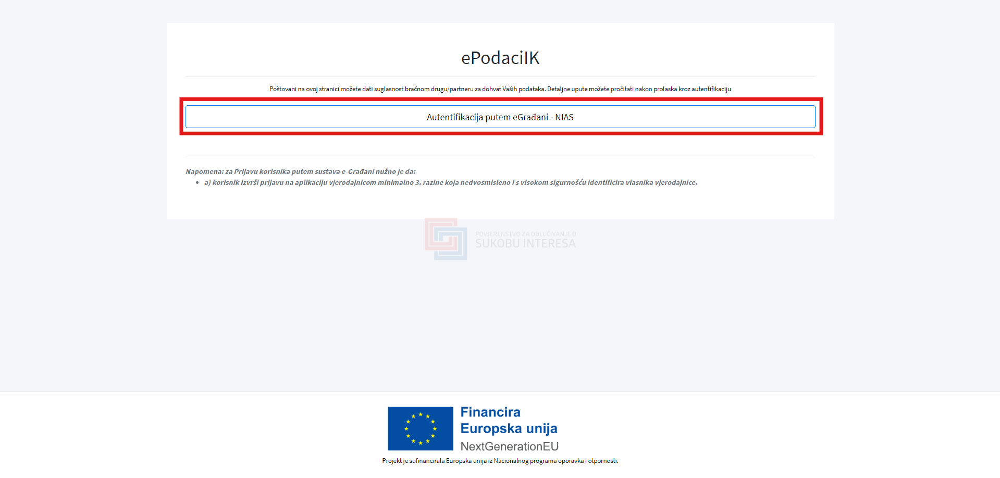 ePodaciIK
Poštovani na ovoj stranici možete dati suglasnost bračnom drugu/partneru za dohvat Vaših podataka. Detaljne upute možete pročitati nakon prolaska kroz autentifikaciju
Autentifikacija putem eGrađani - NIAS
Napomena: za Prijavu korisnika putem sustava e-Građani nužno je da:
a) korisnik izvrši prijavu na aplikaciju vjerodajnicom minimalno 3. razine koja nedvosmisleno i s visokom sigurnošću identificira vlasnika vjerodajnice.
POVJERENSTVO ZA ODLUČIVANJE O
SUKOBU INTERESA
Financira
Europska unija
NextGenerationEU
Projekt je sufinancirala Europska unija iz Nacionalnog programa oporavka i otpornosti.